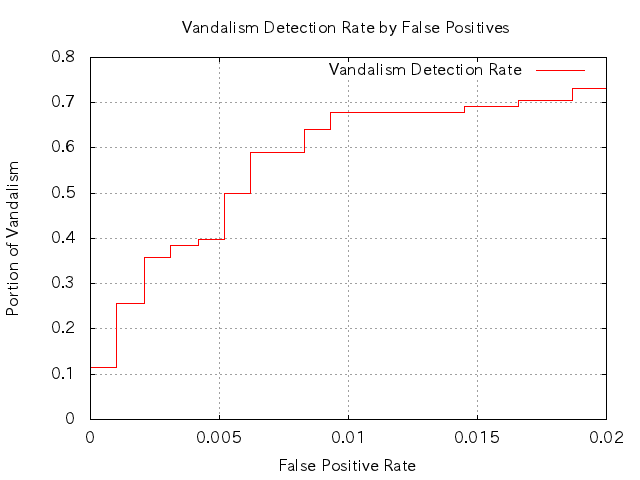 Vandalism Detection Rate by False Positives
Vandalism Detection Rate
0.8
0.7
0.6
0.5
0.4
0.3
0.2
0.1
0
Portion of Vandalism
0 0.005 0.01 0.015 0.02
False Positive Rate